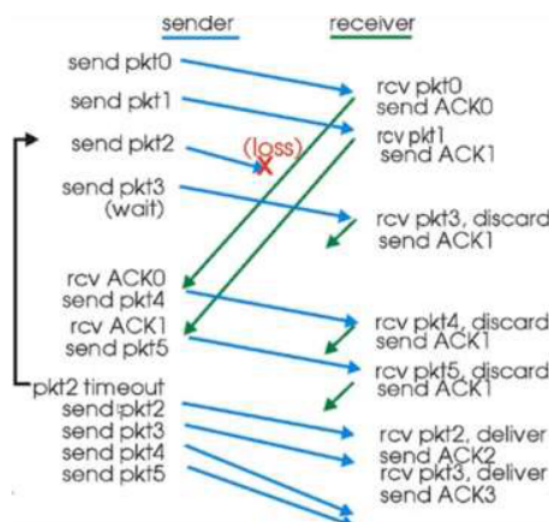 sender
receiver
send pkt0
send pkt1
send pkt2
(loss)
send pkt3
(wait)
rcv ACK0
send pkt4
rcv ACK1
send pkt5
pkt2 timeout
send pkt2
send pkt3
send pkt4
send pkt5
rcv pkt0
send ACK0
rcv pkt1
send ACK1
rcv pkt3, discard
send ACK1
rcv pkt4, discard
send ACK1
rcv pkt5, discard
send ACK1
rcv pkt2, deliver
send ACK2
rcv pkt3, deliver
send ACK3